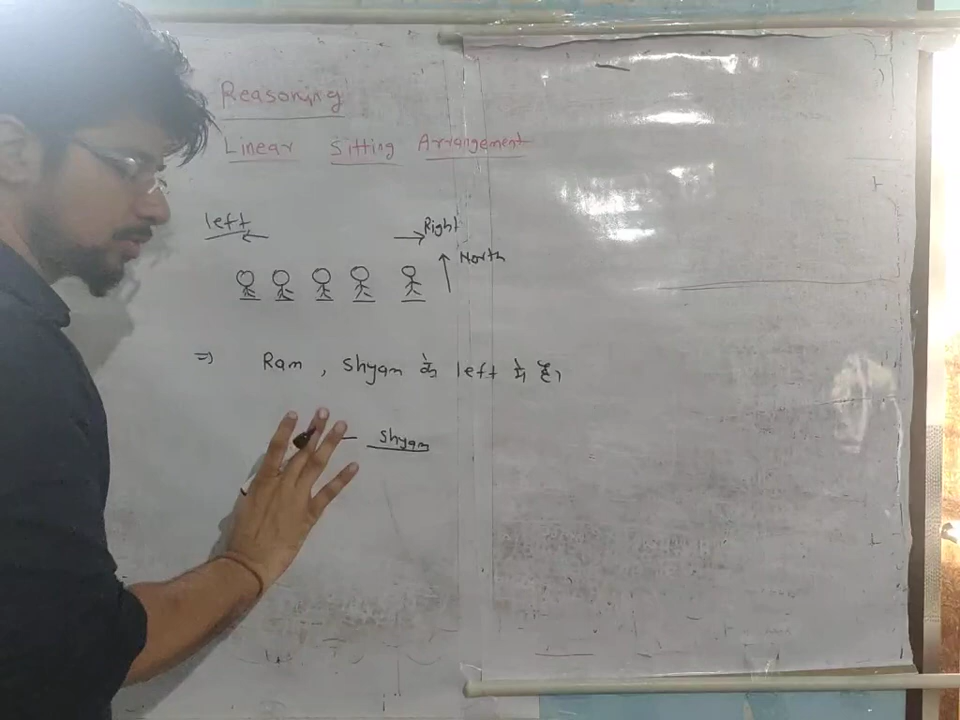 Reasoning
Linear Sitting Arrangement
left Right
North
⇒ Ram , Shyam के left में है।
Shyam